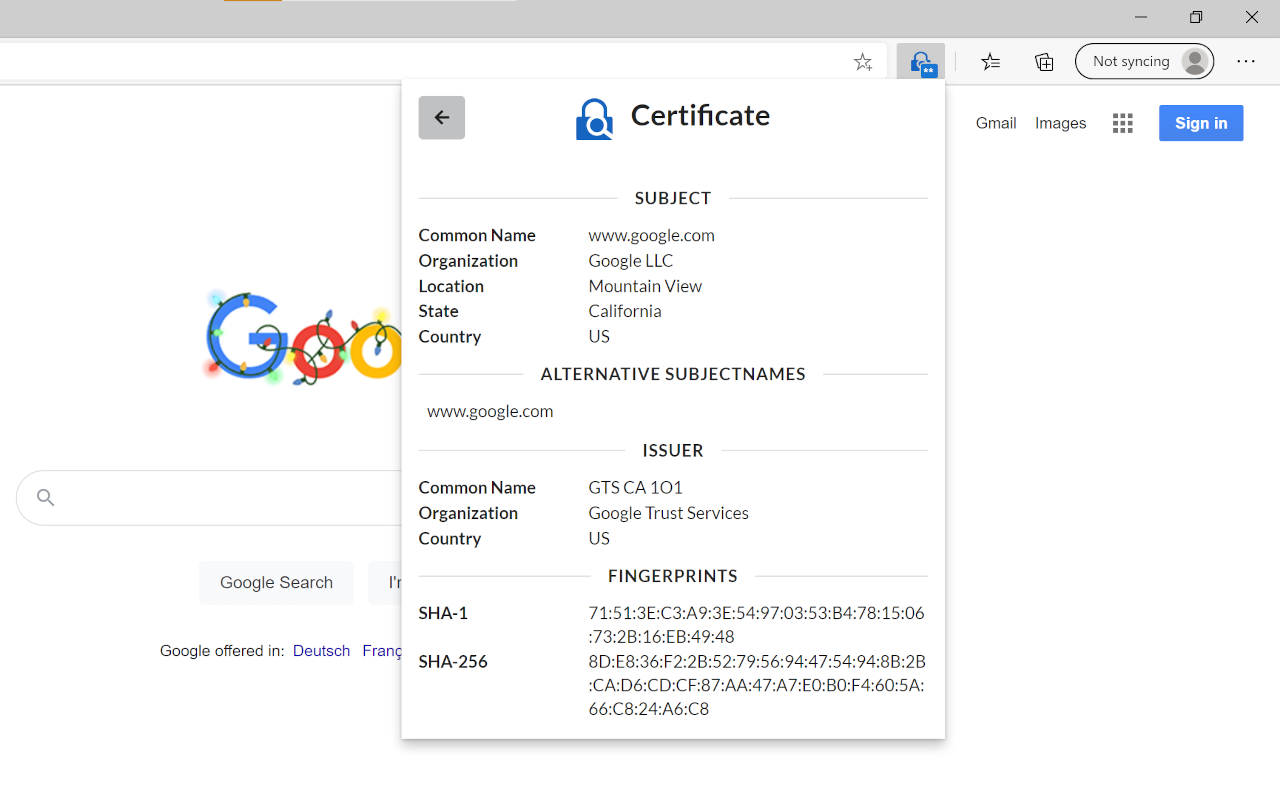 **
Not syncing
Certificate
Gmail Images
Sign in
SUBJECT
Common Name www.google.com
Organization Google LLC
Location Mountain View
State California
Country US
ALTERNATIVE SUBJECTNAMES
www.google.com
ISSUER
Common Name GTS CA 1O1
Organization Google Trust Services
Country US
FINGERPRINTS
SHA-1 71:51:3E:C3:A9:3E:54:97:03:53:B4:78:15:06
:73:2B:16:EB:49:48
SHA-256 8D:E8:36:F2:2B:52:79:56:94:47:54:94:8B:2B
:CA:D6:CD:CF:87:AA:47:A7:E0:B0:F4:60:5A:
66:C8:24:A6:C8
Goo
Google Search
I'
Google offered in: Deutsch Franç